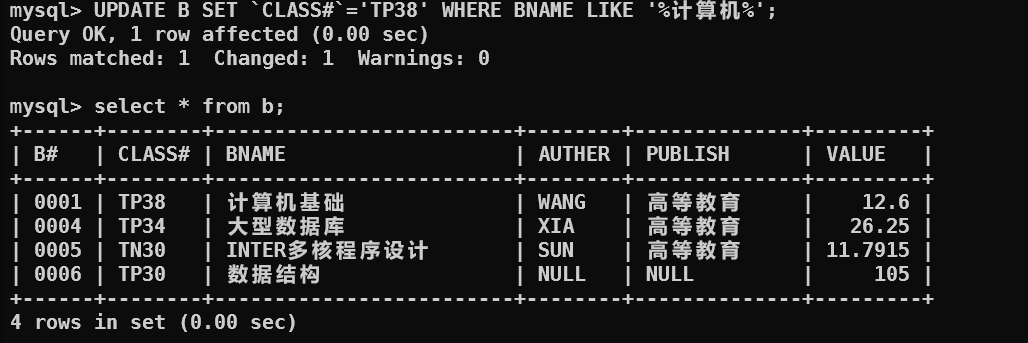 mysql> UPDATE B SET `CLASS#`='TP38' WHERE BNAME LIKE '%计算机%';
Query OK, 1 row affected (0.00 sec)
Rows matched: 1  Changed: 1  Warnings: 0
mysql> select * from b;
+------+--------+-------------------------+--------+--------------+---------+
| B#   | CLASS# | BNAME                   | AUTHER | PUBLISH      | VALUE   |
+------+--------+-------------------------+--------+--------------+---------+
| 0001 | TP38   | 计算机基础              | WANG   | 高等教育     |    12.6 |
| 0004 | TP34   | 大型数据库              | XIA    | 高等教育     |   26.25 |
| 0005 | TN30   | INTER多核程序设计       | SUN    | 高等教育     | 11.7915 |
| 0006 | TP30   | 数据结构                | NULL   | NULL         |     105 |
+------+--------+-------------------------+--------+--------------+---------+
4 rows in set (0.00 sec)